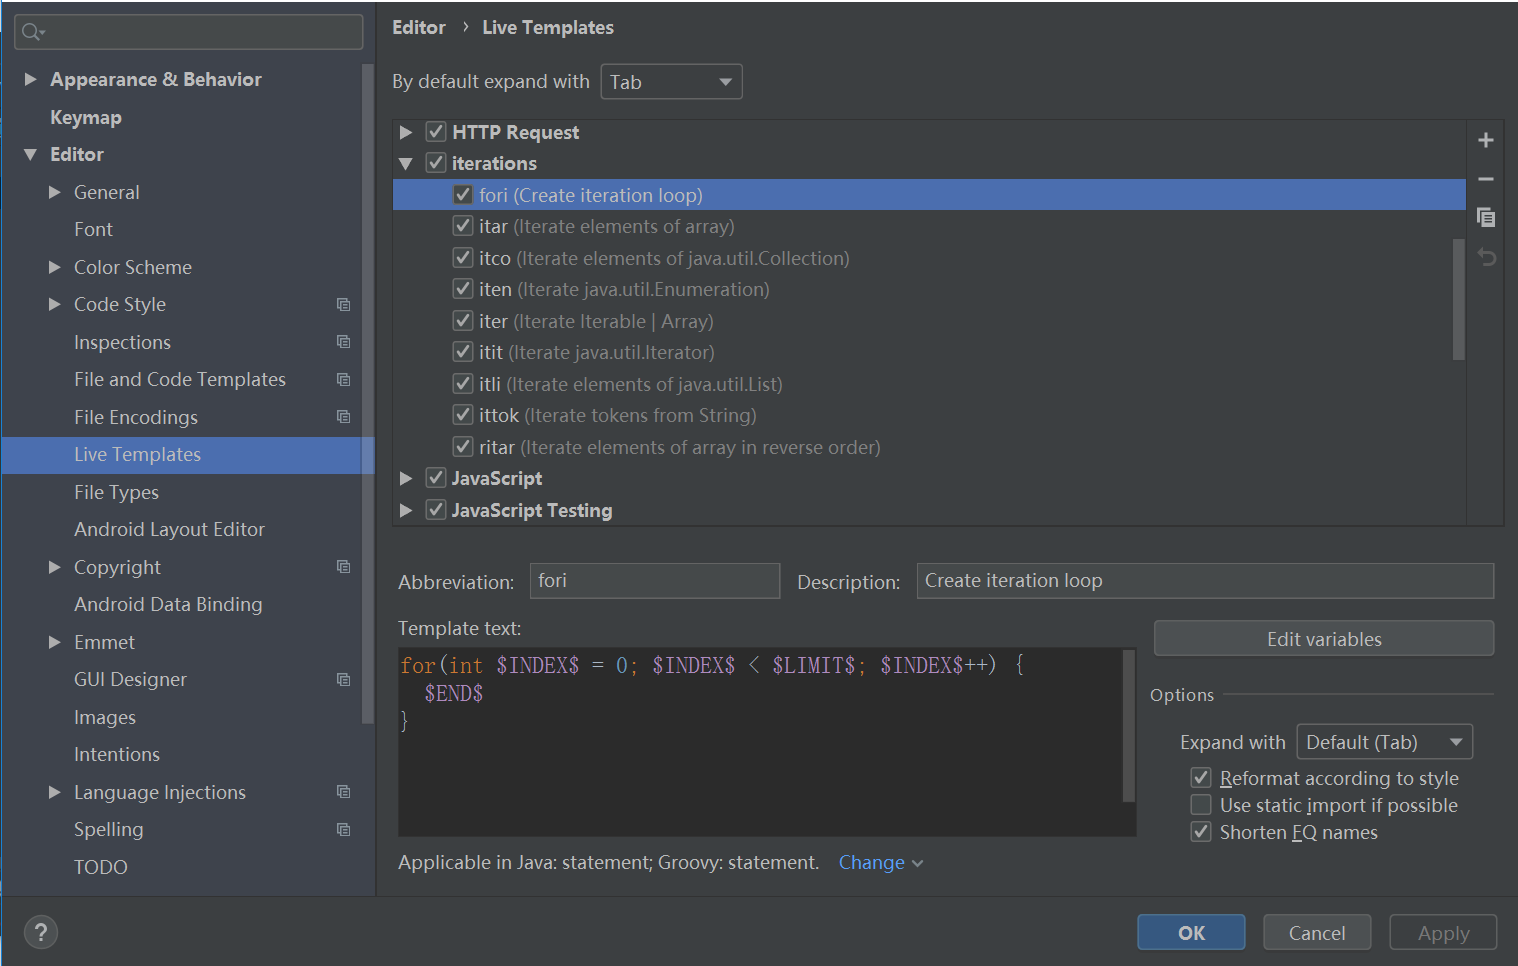 Appearance & Behavior
Keymap
Editor
General
Font
Color Scheme
Code Style
Inspections
File and Code Templates
File Encodings
Live Templates
File Types
Android Layout Editor
Copyright
Android Data Binding
Emmet
GUI Designer
Images
Intentions
Language Injections
Spelling
TODO
Editor › Live Templates
By default expand with Tab
HTTP Request
iterations
fori (Create iteration loop)
itar (Iterate elements of array)
itco (Iterate elements of java.util.Collection)
iten (Iterate java.util.Enumeration)
iter (Iterate Iterable | Array)
itit (Iterate java.util.Iterator)
itli (Iterate elements of java.util.List)
ittok (Iterate tokens from String)
ritar (Iterate elements of array in reverse order)
JavaScript
JavaScript Testing
Abbreviation: fori Description: Create iteration loop
Template text:
for(int $INDEX$ = 0; $INDEX$ < $LIMIT$; $INDEX$++) {
  $END$
}
Edit variables
Options
Expand with Default (Tab)
Reformat according to style
Use static import if possible
Shorten FQ names
Applicable in Java: statement; Groovy: statement. Change
? OK Cancel Apply